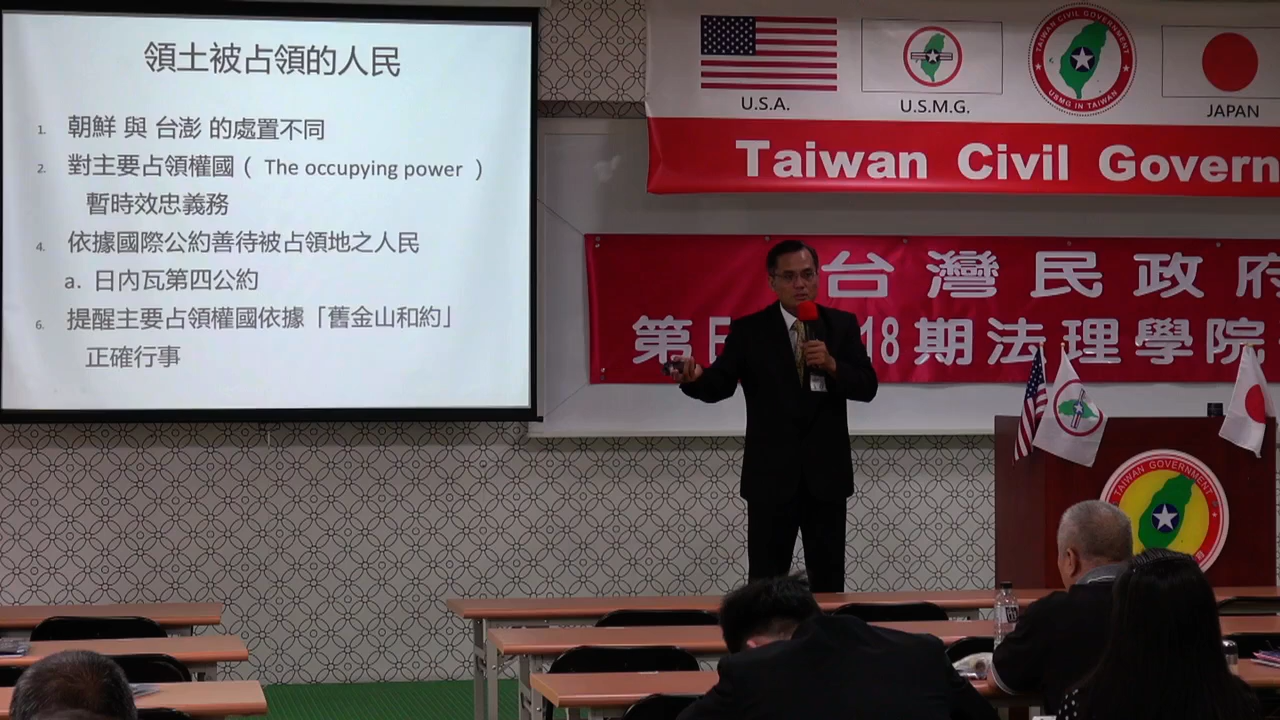 領土被占領的人民
1. 朝鮮 與 台澎 的處置不同
2. 對主要占領權國( The occupying power )
暫時效忠義務
4. 依據國際公約善待被占領地之人民
a. 日內瓦第四公約
6. 提醒主要占領權國依據「舊金山和約」
正確行事
U.S.A.
U.S.M.G.
TAIWAN CIVIL GOVERNMENT
USMG IN TAIWAN
JAPAN
Taiwan Civil Govern
台灣民政府
第 18期法理學院
TAIWAN GOVERNMENT